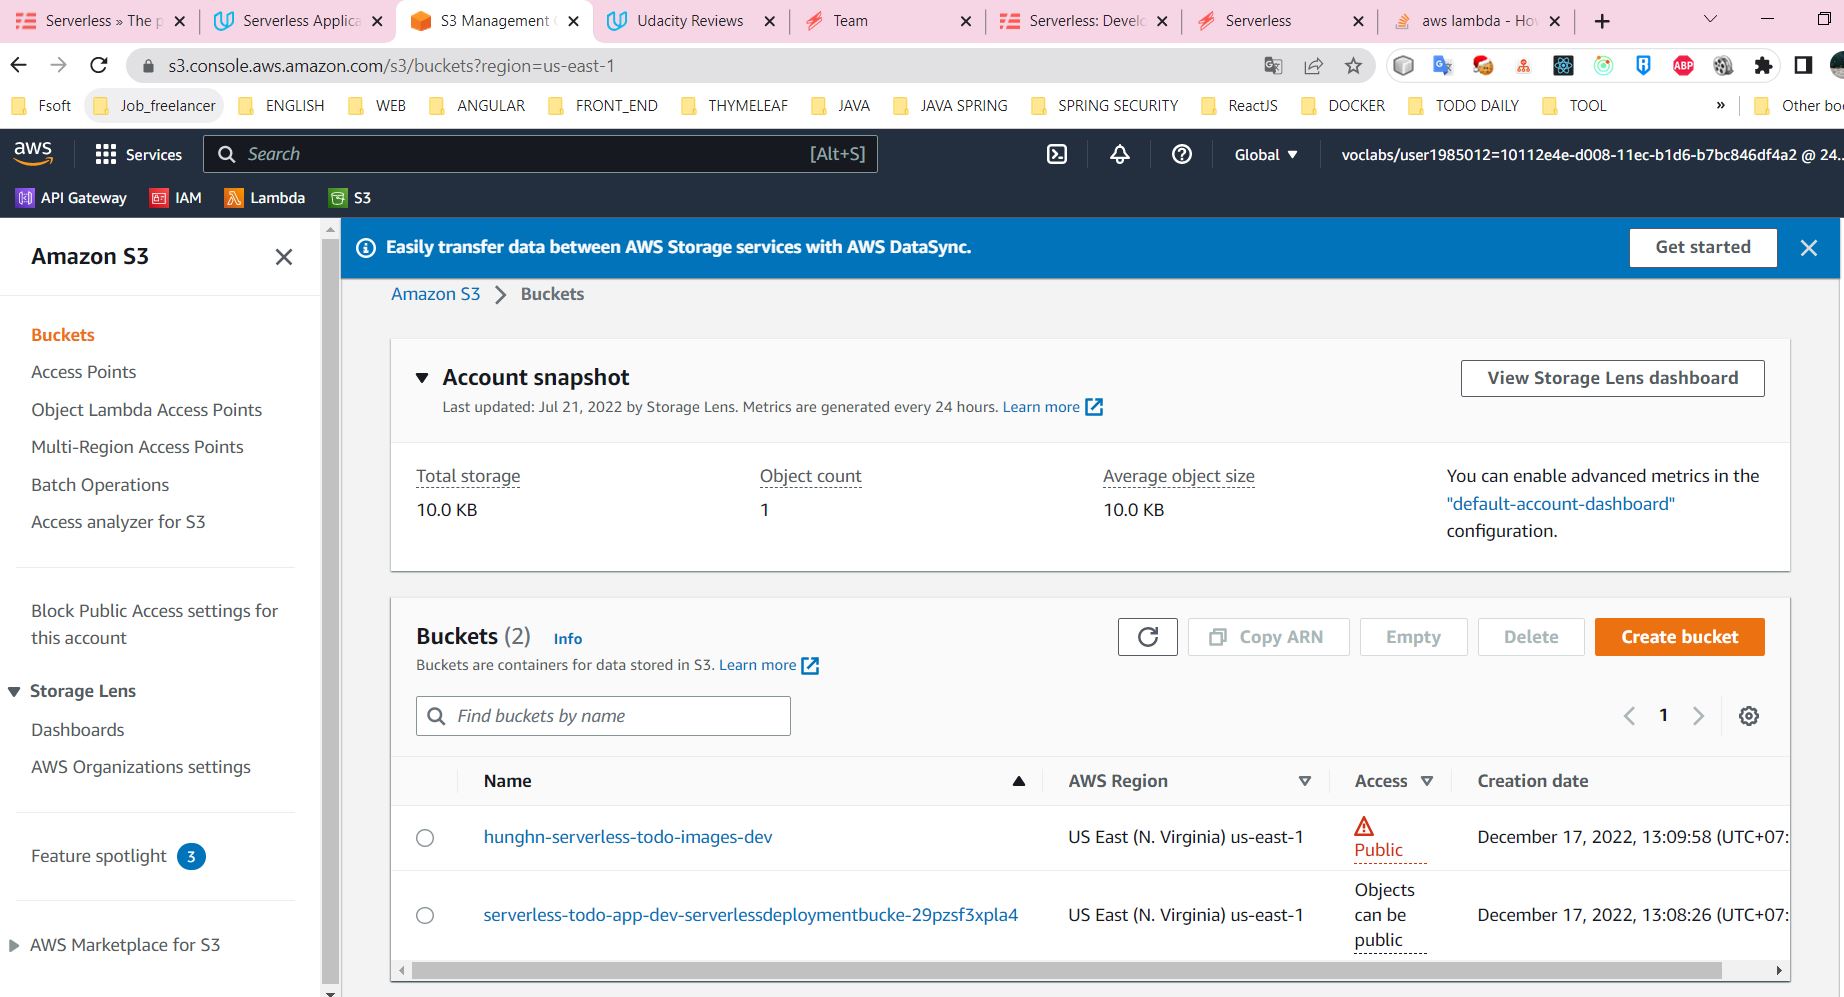 Serverless » The p
Serverless Applica
S3 Management
Udacity Reviews
Team
Serverless: Develo
Serverless
aws lambda - Ho
s3.console.aws.amazon.com/s3/buckets?region=us-east-1
Fsoft
Job_freelancer
ENGLISH
WEB
ANGULAR
FRONT_END
THYMELEAF
JAVA
JAVA SPRING
SPRING SECURITY
ReactJS
DOCKER
TODO DAILY
TOOL
»
Other boo
aws
Services
Search
[Alt+S]
Global
voclabs/user1985012=10112e4e-d008-11ec-b1d6-b7bc846df4a2 @ 24...
API Gateway
IAM
Lambda
S3
Amazon S3
Buckets
Access Points
Object Lambda Access Points
Multi-Region Access Points
Batch Operations
Access analyzer for S3
Block Public Access settings for
this account
Storage Lens
Dashboards
AWS Organizations settings
Feature spotlight 3
AWS Marketplace for S3
Easily transfer data between AWS Storage services with AWS DataSync.
Get started
Amazon S3 > Buckets
Account snapshot
Last updated: Jul 21, 2022 by Storage Lens. Metrics are generated every 24 hours. Learn more
View Storage Lens dashboard
Total storage
10.0 KB
Object count
1
Average object size
10.0 KB
You can enable advanced metrics in the
"default-account-dashboard"
configuration.
Buckets (2) Info
Buckets are containers for data stored in S3. Learn more
Copy ARN
Empty
Delete
Create bucket
Find buckets by name
1
Name
AWS Region
Access
Creation date
hunghn-serverless-todo-images-dev
US East (N. Virginia) us-east-1
Public
December 17, 2022, 13:09:58 (UTC+07:
serverless-todo-app-dev-serverlessdeploymentbucke-29pzsf3xpla4
US East (N. Virginia) us-east-1
Objects
can be
public
December 17, 2022, 13:08:26 (UTC+07: